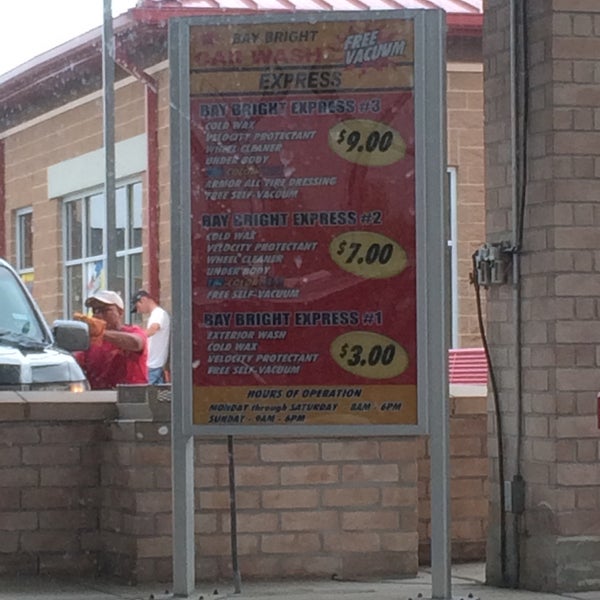 BAY BRIGHT
CAR WASH
FREE
VACUUM
EXPRESS
BAY BRIGHT EXPRESS #3
COLD WAX
VELOCITY PROTECTANT
WHEEL CLEANER
UNDER BODY
COLOR
ARMOR ALL TIRE DRESSING
FREE SELF-VACUUM
$9.00
BAY BRIGHT EXPRESS #2
COLD WAX
VELOCITY PROTECTANT
WHEEL CLEANER
UNDER BODY
COLOR
FREE SELF-VACUUM
$7.00
BAY BRIGHT EXPRESS #1
EXTERIOR WASH
COLD WAX
VELOCITY PROTECTANT
FREE SELF-VACUUM
$3.00
HOURS OF OPERATION
MONDAY through SATURDAY 8AM - 6PM
SUNDAY - 9AM - 6PM